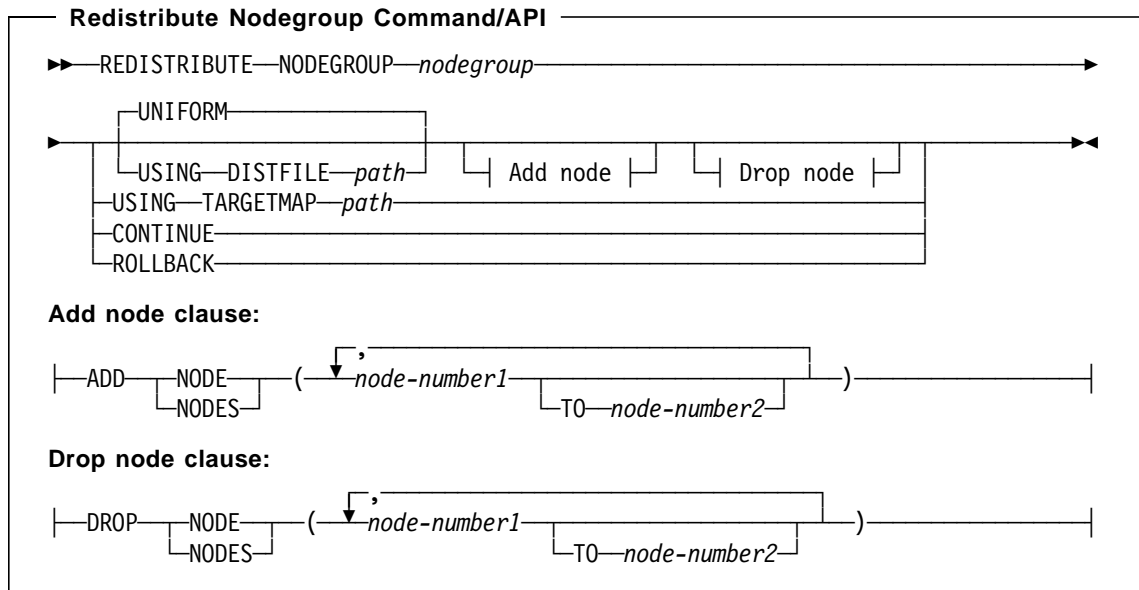 Redistribute Nodegroup Command/API
REDISTRIBUTE NODEGROUP nodegroup
UNIFORM
USING DISTFILE path Add node Drop node
USING TARGETMAP path
CONTINUE
ROLLBACK
Add node clause:
,
ADD NODE ( node-number1 )
NODES TO node-number2
Drop node clause:
,
DROP NODE ( node-number1 )
NODES TO node-number2